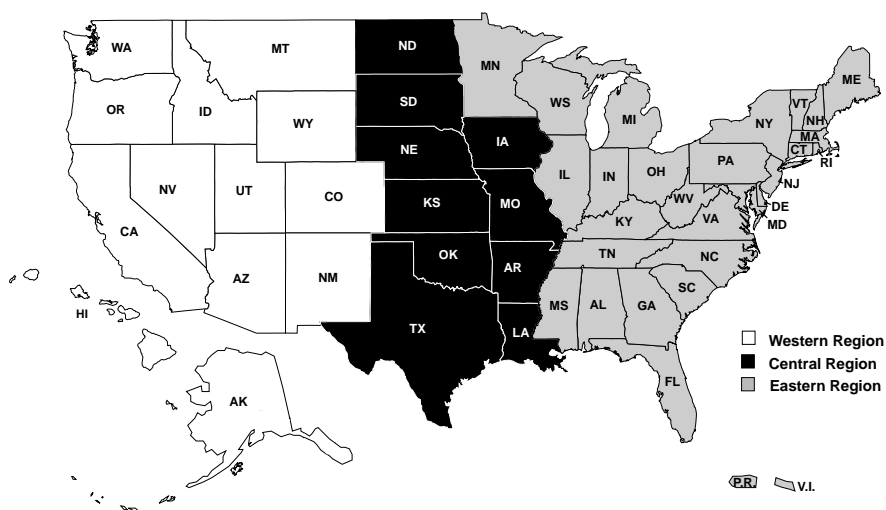 WA
MT
ND
MN
OR
ID
WY
SD
WS
MI
ME
VT
NH
NY
MA
CT
RI
NE
IA
PA
NJ
NV
UT
CO
KS
MO
IL
IN
OH
WV
VA
DE
MD
CA
KY
AZ
NM
OK
AR
TN
NC
SC
HI
TX
LA
MS
AL
GA
FL
AK
Western Region
Central Region
Eastern Region
P.R.
V.I.